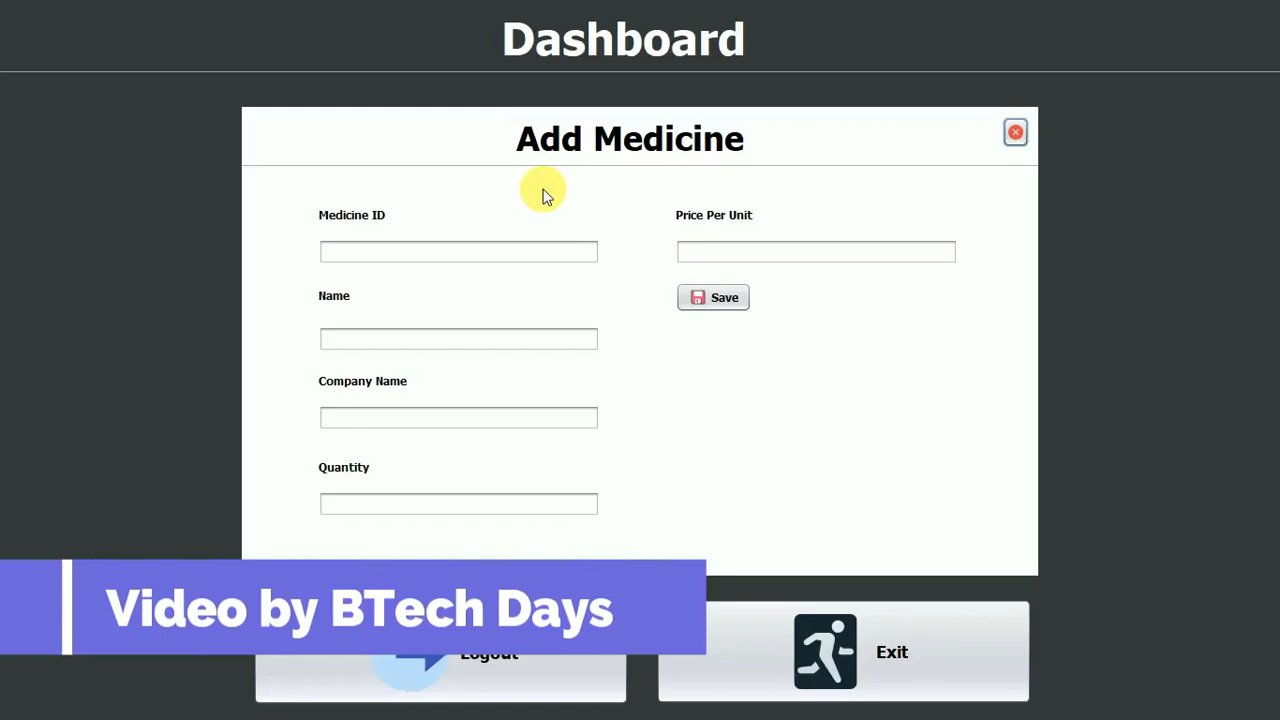 Dashboard
Add Medicine
Medicine ID
Price Per Unit
Save
Name
Company Name
Quantity
Video by BTech Days
Logout
Exit